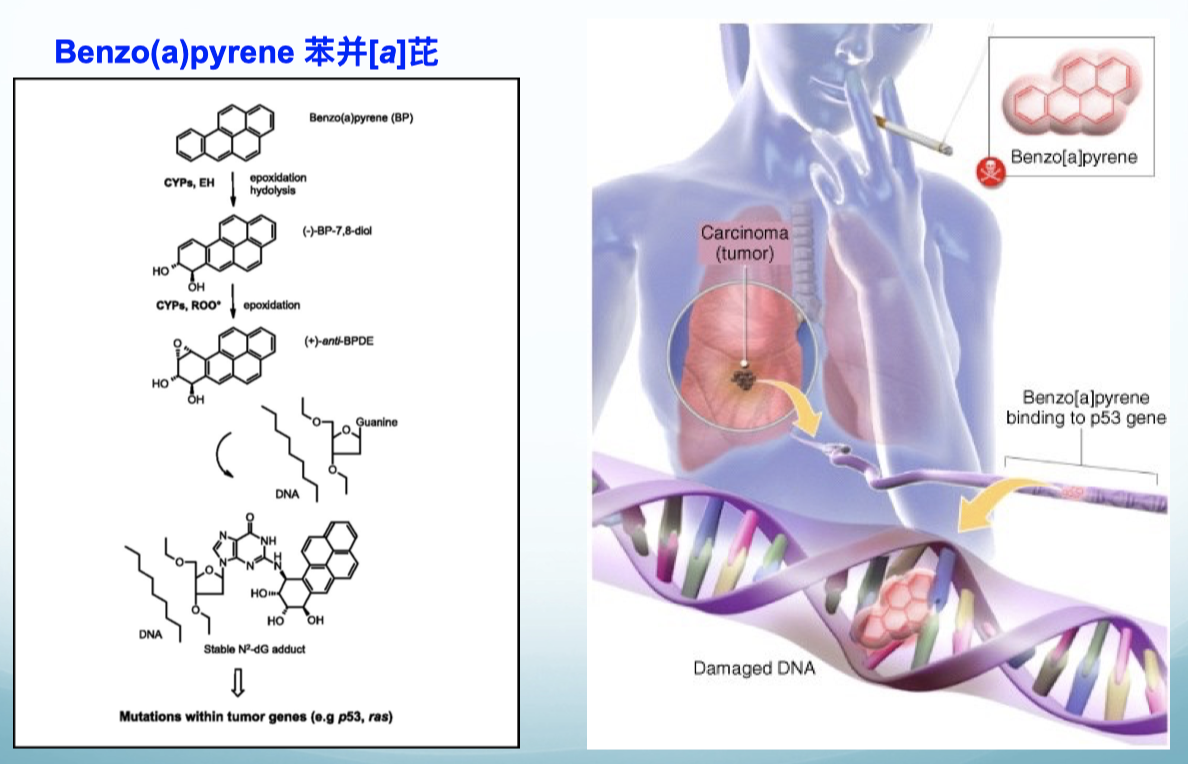 Benzo(a)pyrene 苯并[a]芘
Benzo(a)pyrene (BP)
CYPs, EH
epoxidation
hydolysis
(-)-BP-7,8-diol
HO
OH
CYPs, ROO•
epoxidation
(+)-anti-BPDE
O
HO
OH
O
O
Guanine
O
DNA
O
N
NH
N
N
N
H
N
O
O
O
HO
HO
OH
DNA
Stable N²-dG adduct
Mutations within tumor genes (e.g p53, ras)
Benzo[a]pyrene
Carcinoma
(tumor)
Benzo[a]pyrene
binding to p53 gene
Damaged DNA